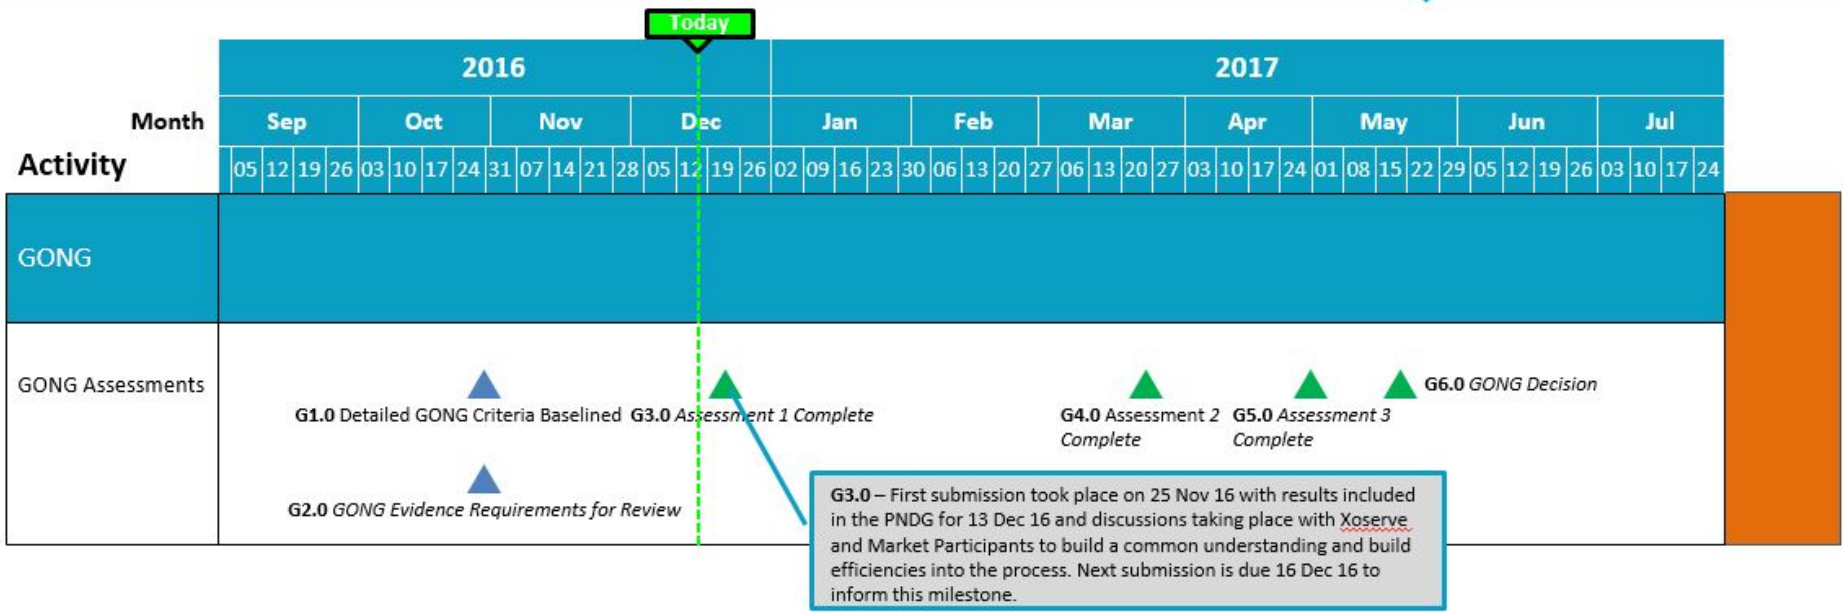 Today
2016 2017
Month Sep Oct Nov Dec Jan Feb Mar Apr May Jun Jul
Activity 05 12 19 26 03 10 17 24 31 07 14 21 28 05 12 19 26 02 09 16 23 30 06 13 20 27 06 13 20 27 03 10 17 24 01 08 15 22 29 05 12 19 26 03 10 17 24
GONG
GONG Assessments
G1.0 Detailed GONG Criteria Baselined
G3.0 Assessment 1 Complete
G4.0 Assessment 2
Complete
G5.0 Assessment 3
Complete
G6.0 GONG Decision
G2.0 GONG Evidence Requirements for Review
G3.0 – First submission took place on 25 Nov 16 with results included
in the PNDG for 13 Dec 16 and discussions taking place with Xoserve
and Market Participants to build a common understanding and build
efficiencies into the process. Next submission is due 16 Dec 16 to
inform this milestone.